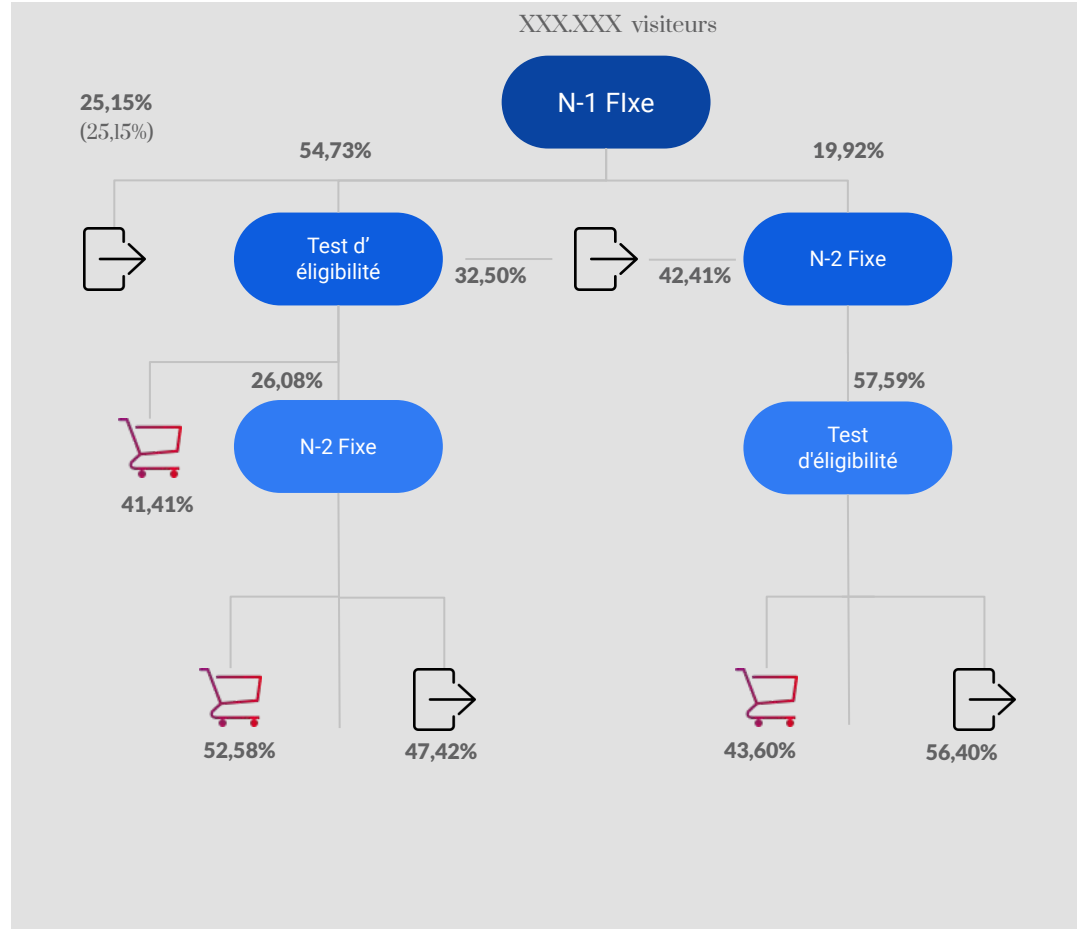 XXX.XXX visiteurs
N-1 FIxe
25,15%
(25,15%)
54,73%
19,92%
Test d’
éligibilité
32,50%
42,41%
N-2 Fixe
26,08%
57,59%
N-2 Fixe
Test
d'éligibilité
41,41%
52,58%
47,42%
43,60%
56,40%